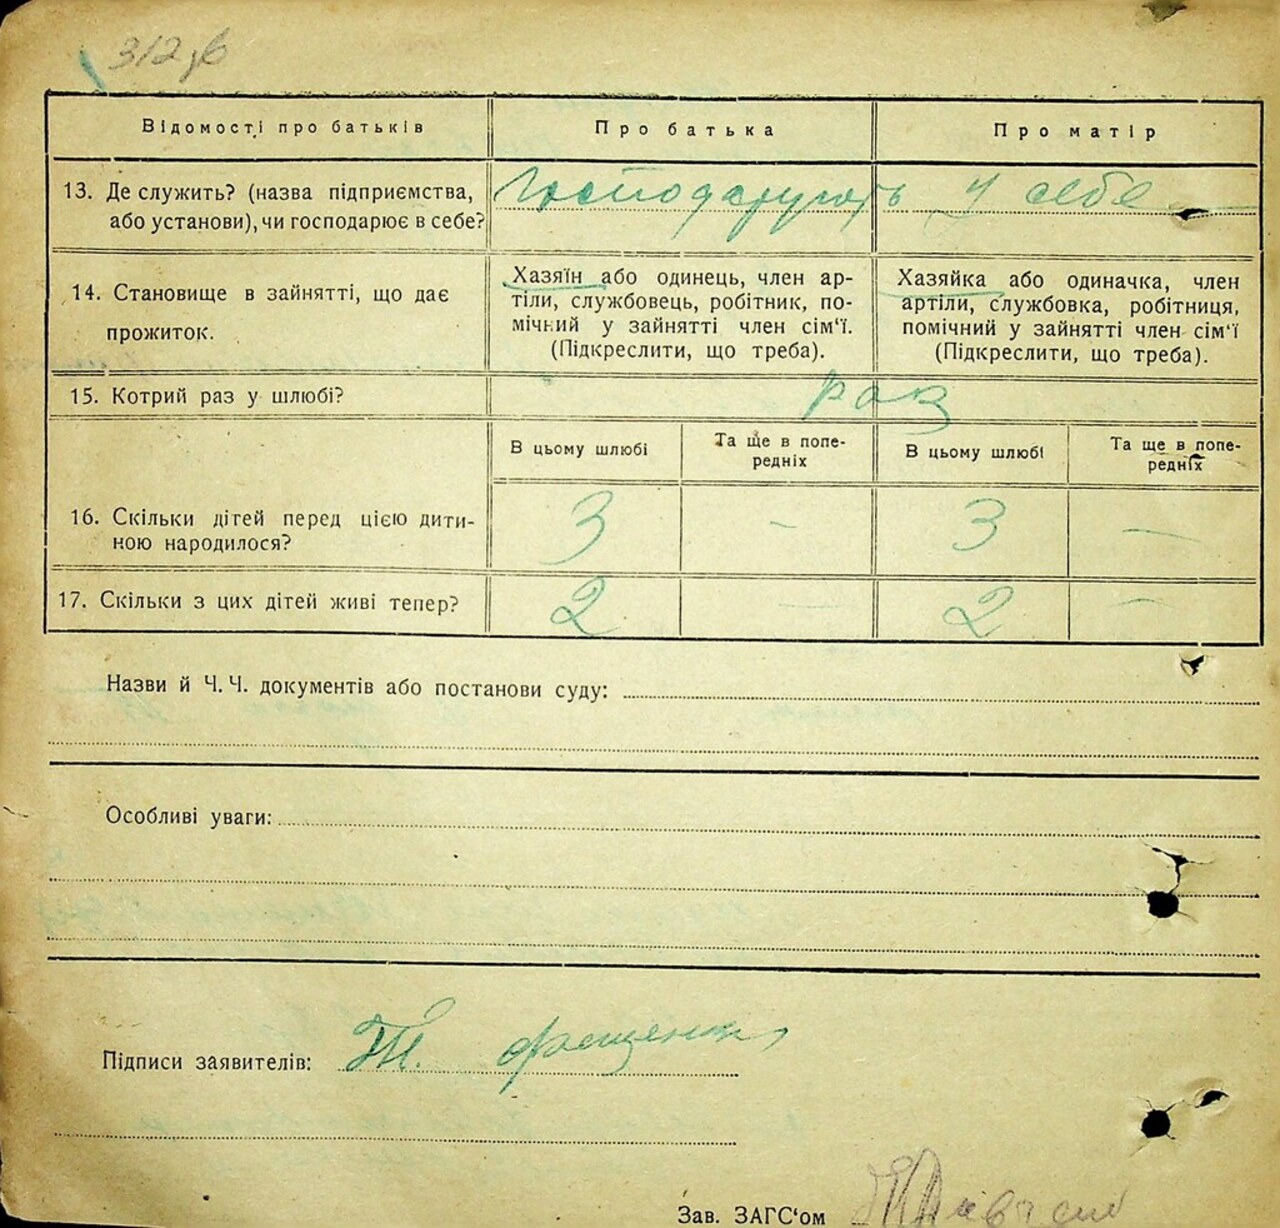 312зв
Відомості про батьків
Про батька
Про матір
13. Де служить? (назва підприємства,
або установи), чи господарює в себе?
Господарують у себе
14. Становище в зайнятті, що дає
прожиток.
Хазяїн або одинець, член ар-
тіли, службовець, робітник, по-
мічний у зайнятті член сім‘ї.
(Підкреслити, що треба).
Хазяйка або одиначка, член
артіли, службовка, робітниця,
помічний у зайнятті член сім‘ї
(Підкреслити, що треба).
15. Котрий раз у шлюбі?
раз
В цьому шлюбі
Та ще в попе-
редніх
В цьому шлюбі
Та ще в попе-
редніх
16. Скільки дітей перед цією дити-
ною народилося?
3 - 3 —
17. Скільки з цих дітей живі тепер?
2 — 2 —
Назви й Ч. Ч. документів або постанови суду:
Особливі уваги:
Підписи заявителів:
Зав. ЗАГС‘ом